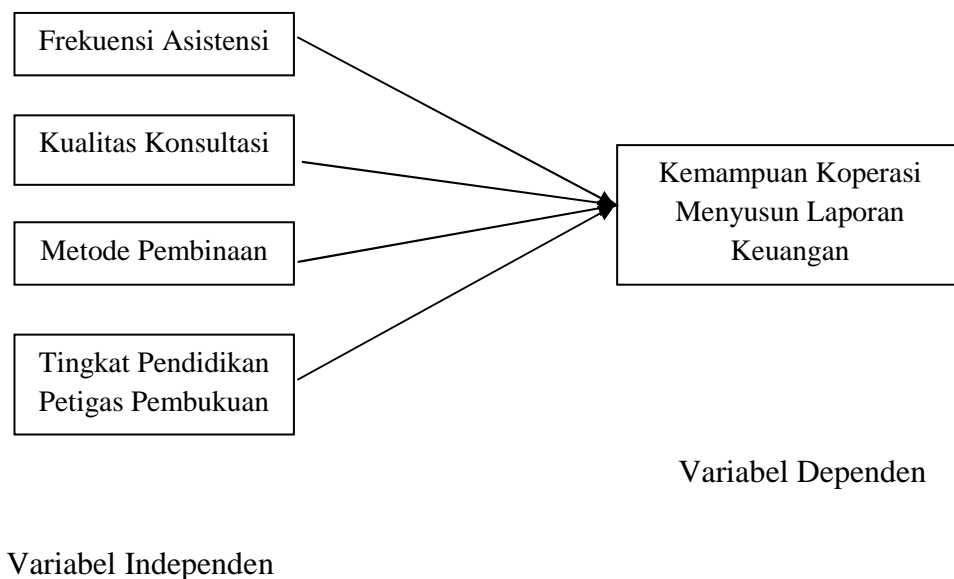 Frekuensi Asistensi
Kualitas Konsultasi
Metode Pembinaan
Tingkat Pendidikan
Petigas Pembukuan
Kemampuan Koperasi
Menyusun Laporan
Keuangan
Variabel Dependen
Variabel Independen